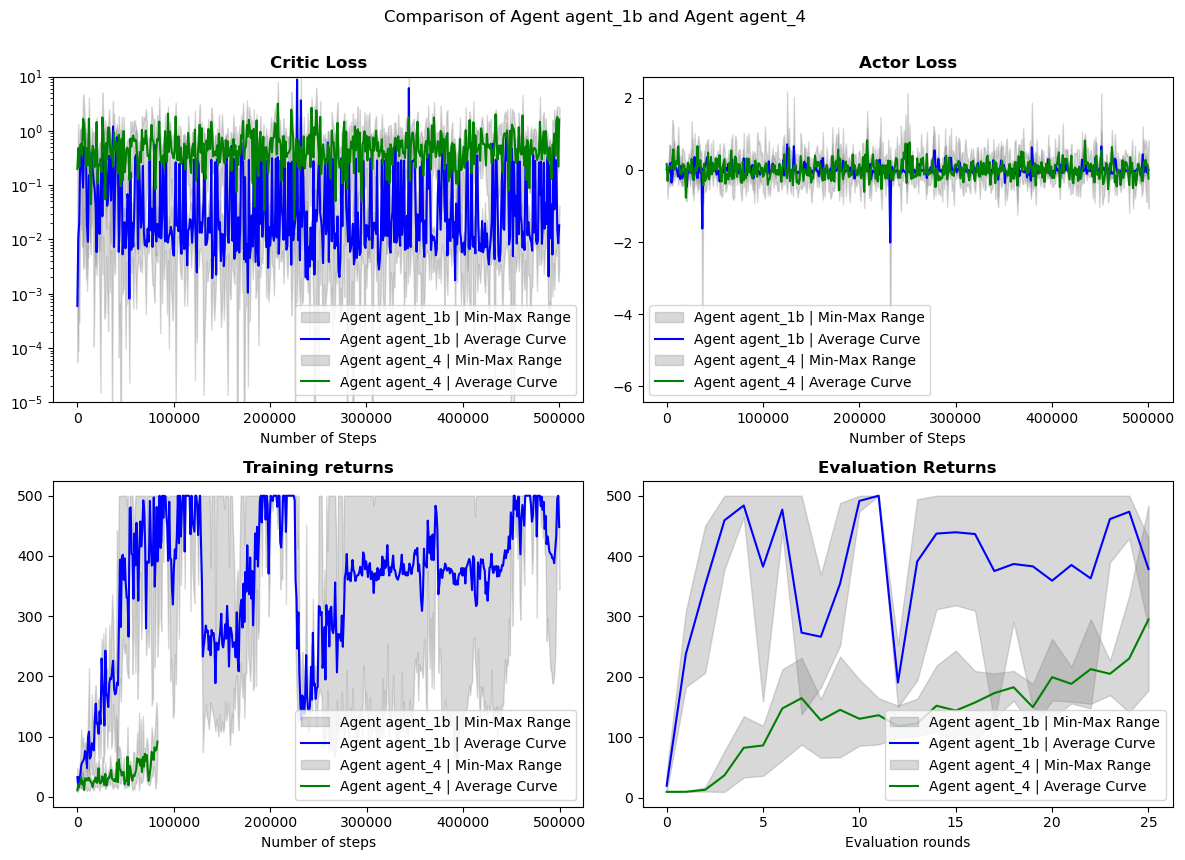 Comparison of Agent agent_1b and Agent agent_4
Critic Loss
10^1
10^0
10^-1
10^-2
10^-3
10^-4
10^-5
Agent agent_1b | Min-Max Range
Agent agent_1b | Average Curve
Agent agent_4 | Min-Max Range
Agent agent_4 | Average Curve
0 100000 200000 300000 400000 500000
Number of Steps
Actor Loss
2
0
−2
−4
−6
Agent agent_1b | Min-Max Range
Agent agent_1b | Average Curve
Agent agent_4 | Min-Max Range
Agent agent_4 | Average Curve
0 100000 200000 300000 400000 500000
Number of Steps
Training returns
500
400
300
200
100
0
Agent agent_1b | Min-Max Range
Agent agent_1b | Average Curve
Agent agent_4 | Min-Max Range
Agent agent_4 | Average Curve
0 100000 200000 300000 400000 500000
Number of steps
Evaluation Returns
500
400
300
200
100
0
Agent agent_1b | Min-Max Range
Agent agent_1b | Average Curve
Agent agent_4 | Min-Max Range
Agent agent_4 | Average Curve
0 5 10 15 20 25
Evaluation rounds